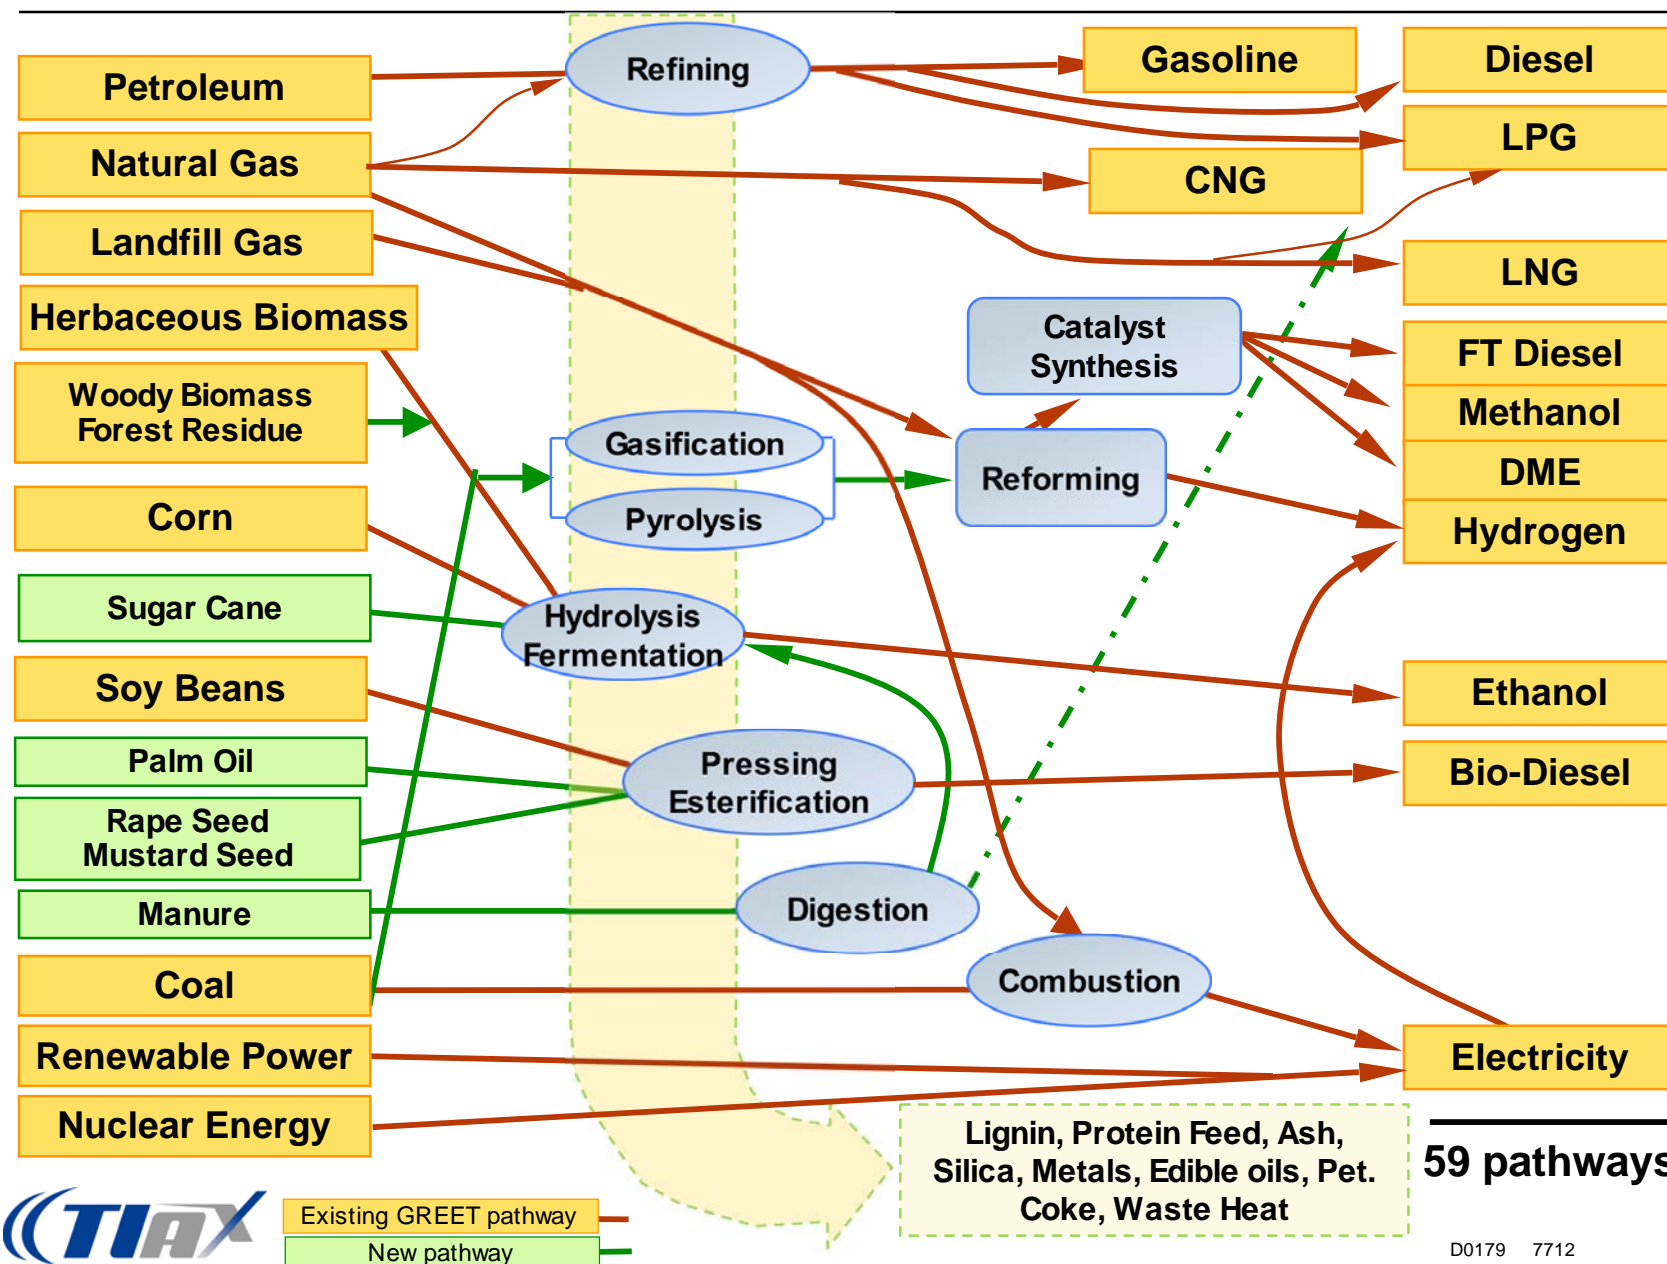 Petroleum
Natural Gas
Landfill Gas
Herbaceous Biomass
Woody Biomass
Forest Residue
Corn
Sugar Cane
Soy Beans
Palm Oil
Rape Seed
Mustard Seed
Manure
Coal
Renewable Power
Nuclear Energy
Refining
Gasification
Pyrolysis
Hydrolysis
Fermentation
Pressing
Esterification
Digestion
Combustion
Catalyst
Synthesis
Reforming
Gasoline
CNG
Diesel
LPG
LNG
FT Diesel
Methanol
DME
Hydrogen
Ethanol
Bio-Diesel
Electricity
Lignin, Protein Feed, Ash,
Silica, Metals, Edible oils, Pet.
Coke, Waste Heat
59 pathways
TIAX
Existing GREET pathway
New pathway
D0179 7712